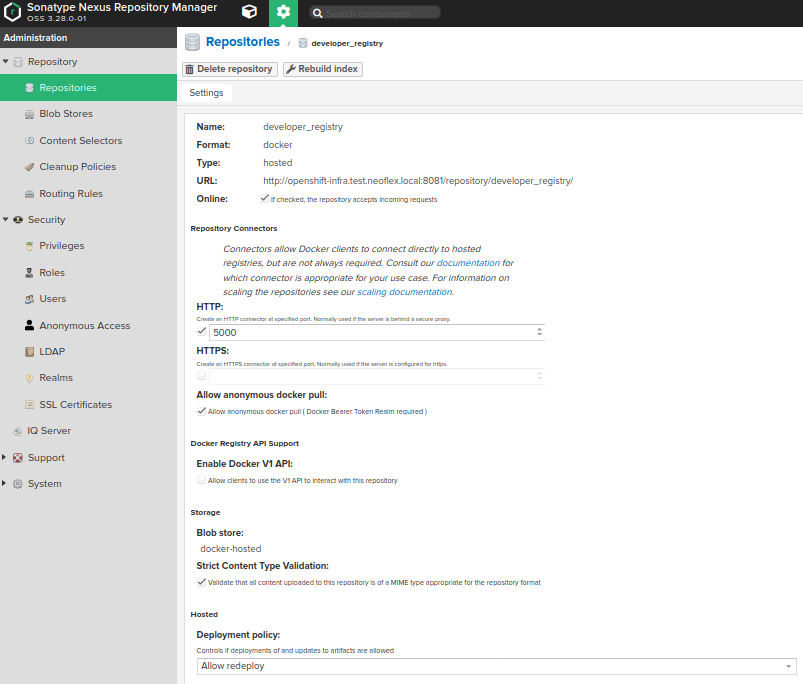 Sonatype Nexus Repository Manager
OSS 3.28.0-01
Search components
Administration
Repository
Repositories
Blob Stores
Content Selectors
Cleanup Policies
Routing Rules
Security
Privileges
Roles
Users
Anonymous Access
LDAP
Realms
SSL Certificates
IQ Server
Support
System
Repositories / developer_registry
Delete repository
Rebuild index
Settings
Name: developer_registry
Format: docker
Type: hosted
URL: http://openshift-infra.test.neoflex.local:8081/repository/developer_registry/
Online: If checked, the repository accepts incoming requests
Repository Connectors
Connectors allow Docker clients to connect directly to hosted
registries, but are not always required. Consult our documentation for
which connector is appropriate for your use case. For information on
scaling the repositories see our scaling documentation.
HTTP:
Create an HTTP connector at specified port. Normally used if the server is behind a secure proxy.
5000
HTTPS:
Create an HTTPS connector at specified port. Normally used if the server is configured for https.
Allow anonymous docker pull:
Allow anonymous docker pull ( Docker Bearer Token Realm required )
Docker Registry API Support
Enable Docker V1 API:
Allow clients to use the V1 API to interact with this repository
Storage
Blob store:
docker-hosted
Strict Content Type Validation:
Validate that all content uploaded to this repository is of a MIME type appropriate for the repository format
Hosted
Deployment policy:
Controls if deployments of and updates to artifacts are allowed
Allow redeploy